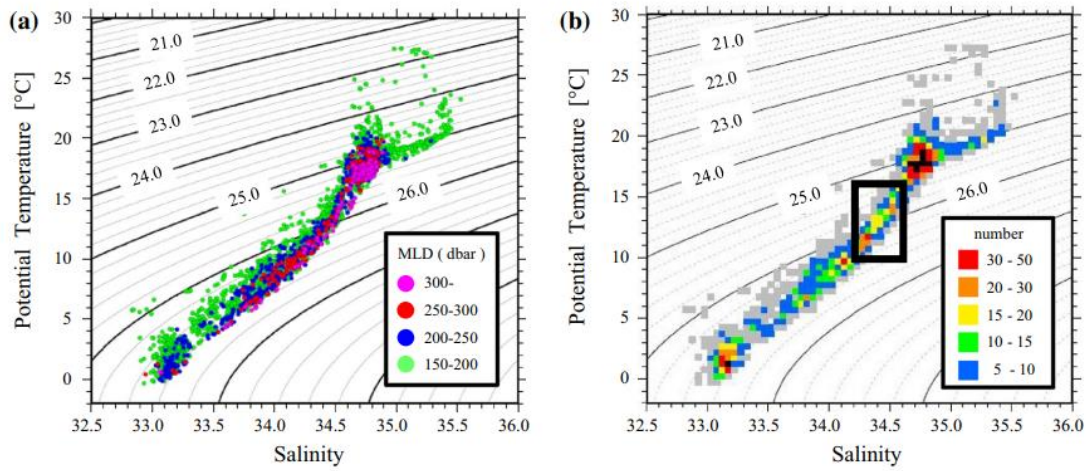 (a)
30
25
20
15
10
5
0
Potential Temperature [°C]
21.0
22.0
23.0
24.0
25.0
26.0
MLD ( dbar )
300-
250-300
200-250
150-200
32.5 33.0 33.5 34.0 34.5 35.0 35.5 36.0
Salinity
(b)
30
25
20
15
10
5
0
Potential Temperature [°C]
21.0
22.0
23.0
24.0
25.0
26.0
number
30 - 50
20 - 30
15 - 20
10 - 15
5 - 10
32.5 33.0 33.5 34.0 34.5 35.0 35.5 36.0
Salinity